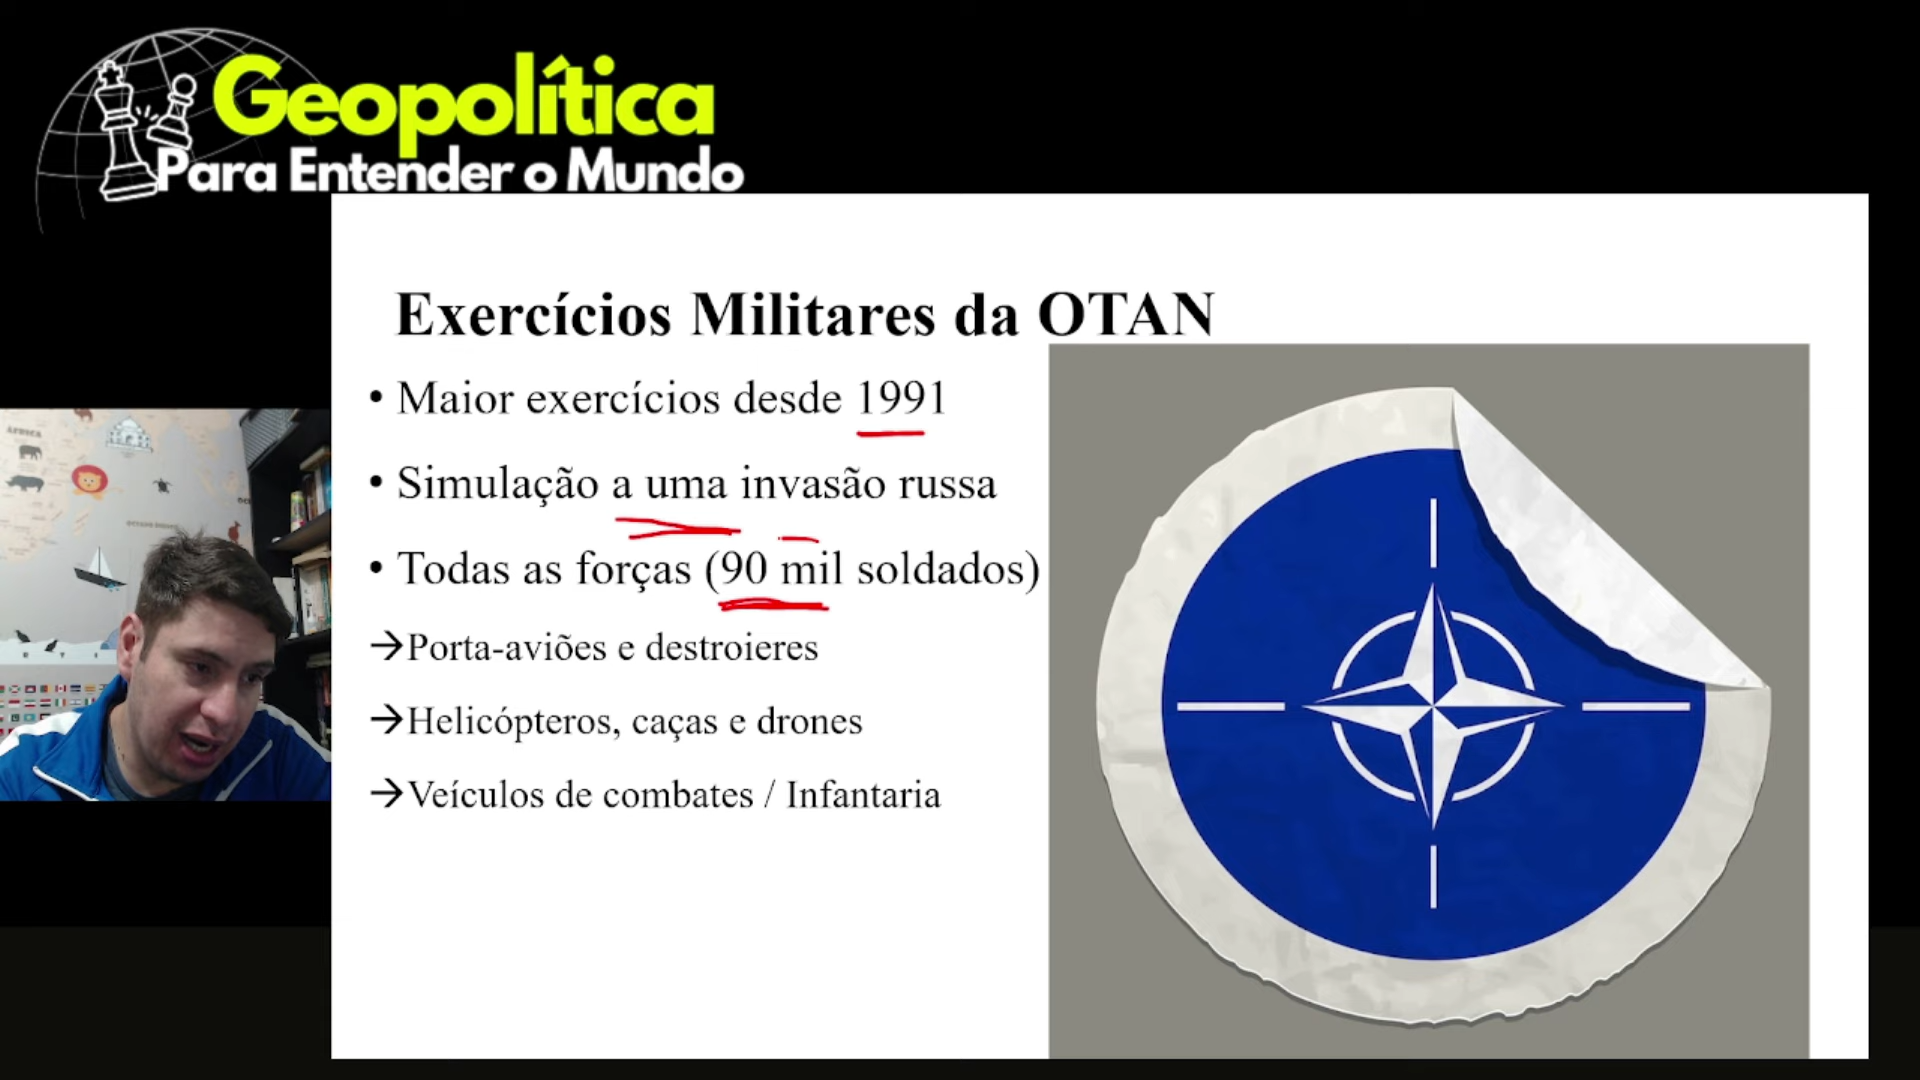 Geopolítica
Para Entender o Mundo
Exercícios Militares da OTAN
• Maior exercícios desde 1991
• Simulação a uma invasão russa
• Todas as forças (90 mil soldados)
→Porta-aviões e destroieres
→Helicópteros, caças e drones
→Veículos de combates / Infantaria
ÁFRICA